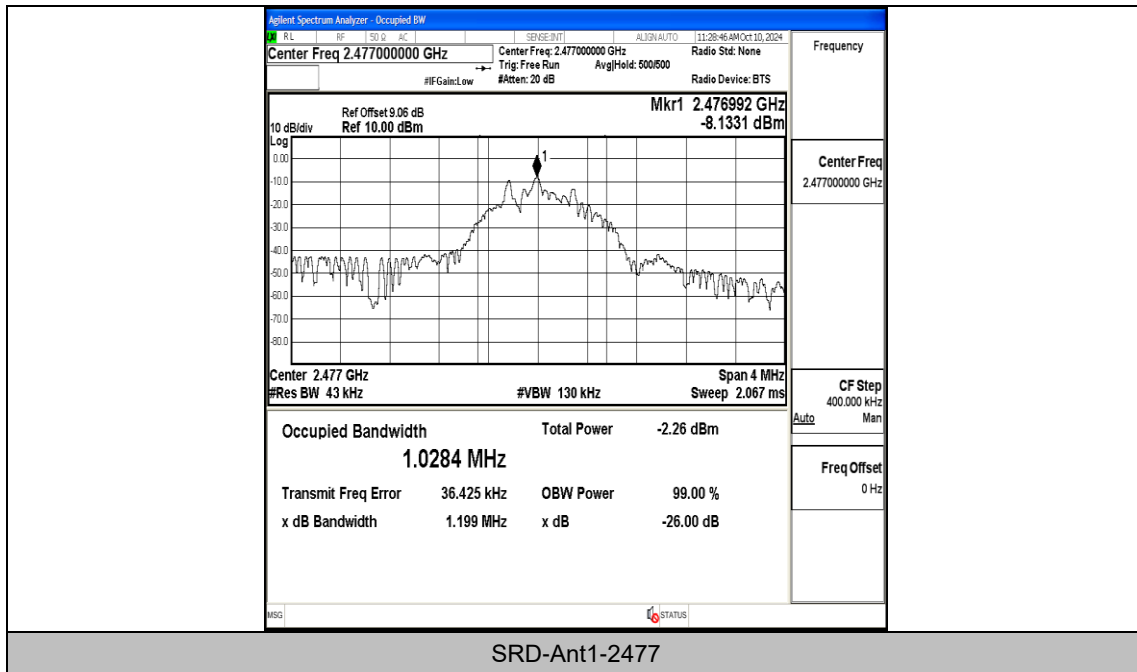 Agilent Spectrum Analyzer - Occupied BW
RL RF 50 Ω AC SENSE:INT ALIGN AUTO 11:28:46 AM Oct 10, 2024
Center Freq 2.477000000 GHz
Center Freq: 2.477000000 GHz
Radio Std: None
Trig: Free Run Avg|Hold: 500/500
#IFGain:Low
#Atten: 20 dB
Radio Device: BTS
Frequency
Mkr1 2.476992 GHz
-8.1331 dBm
Ref Offset 9.06 dB
10 dB/div Ref 10.00 dBm
Log
0.00
-10.0
-20.0
-30.0
-40.0
-50.0
-60.0
-70.0
-80.0
1
Center Freq
2.477000000 GHz
Center 2.477 GHz Span 4 MHz
#Res BW 43 kHz #VBW 130 kHz Sweep 2.067 ms
CF Step
400.000 kHz
Auto Man
Occupied Bandwidth Total Power -2.26 dBm
1.0284 MHz
Transmit Freq Error 36.425 kHz OBW Power 99.00 %
x dB Bandwidth 1.199 MHz x dB -26.00 dB
Freq Offset
0 Hz
MSG STATUS
SRD-Ant1-2477